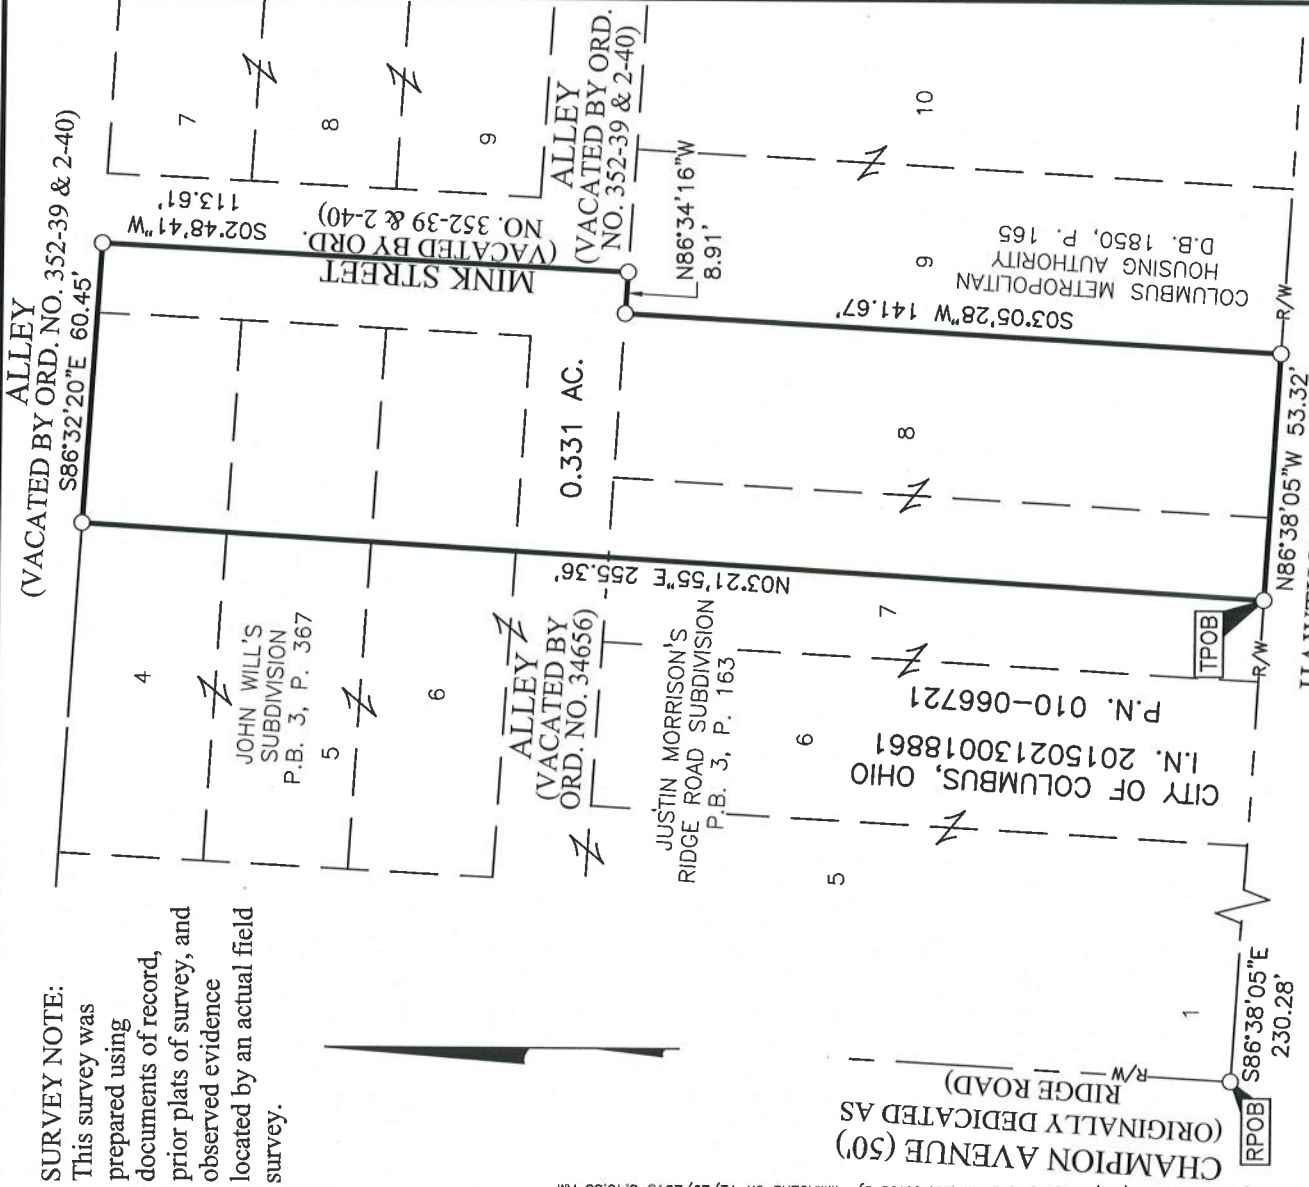 SURVEY NOTE:
This survey was
prepared using
documents of record,
prior plats of survey, and
observed evidence
located by an actual field
survey.
ALLEY
(VACATED BY ORD. NO. 352-39 & 2-40)
S86°32'20"E 60.45'
S02°48'41"W
113.61'
MINK STREET
(VACATED BY ORD.
NO. 352-39 & 2-40)
7
8
9
ALLEY
(VACATED BY ORD.
NO. 352-39 & 2-40)
N86°34'16"W
8.91'
10
4
JOHN WILL'S
SUBDIVISION
P.B. 3, P. 367
5
6
0.331 AC.
ALLEY
(VACATED BY
ORD. NO. 34656)
N03°21'55"E 255.36'
S03°05'28"W 141.67'
COLUMBUS METROPOLITAN
HOUSING AUTHORITY
D.B. 1850, P. 165
9
8
7
JUSTIN MORRISON'S
RIDGE ROAD SUBDIVISION
P.B. 3, P. 163
6
5
CITY OF COLUMBUS, OHIO
I.N. 201502130018861
P.N. 010-066721
TPOB
R/W
R/W
N86°38'05"W 53.32'
1
S86°38'05"E
230.28'
R/W
RPOB
CHAMPION AVENUE (50')
(ORIGINALLY DEDICATED AS
RIDGE ROAD)